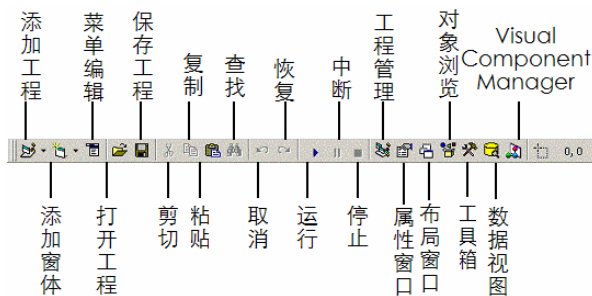 添加工程
菜单编辑
保存工程
复制
查找
恢复
中断
工程管理
对象浏览
Visual
Component
Manager
0, 0
添加窗体
打开工程
剪切
粘贴
取消
运行
停止
属性窗口
布局窗口
工具箱
数据视图